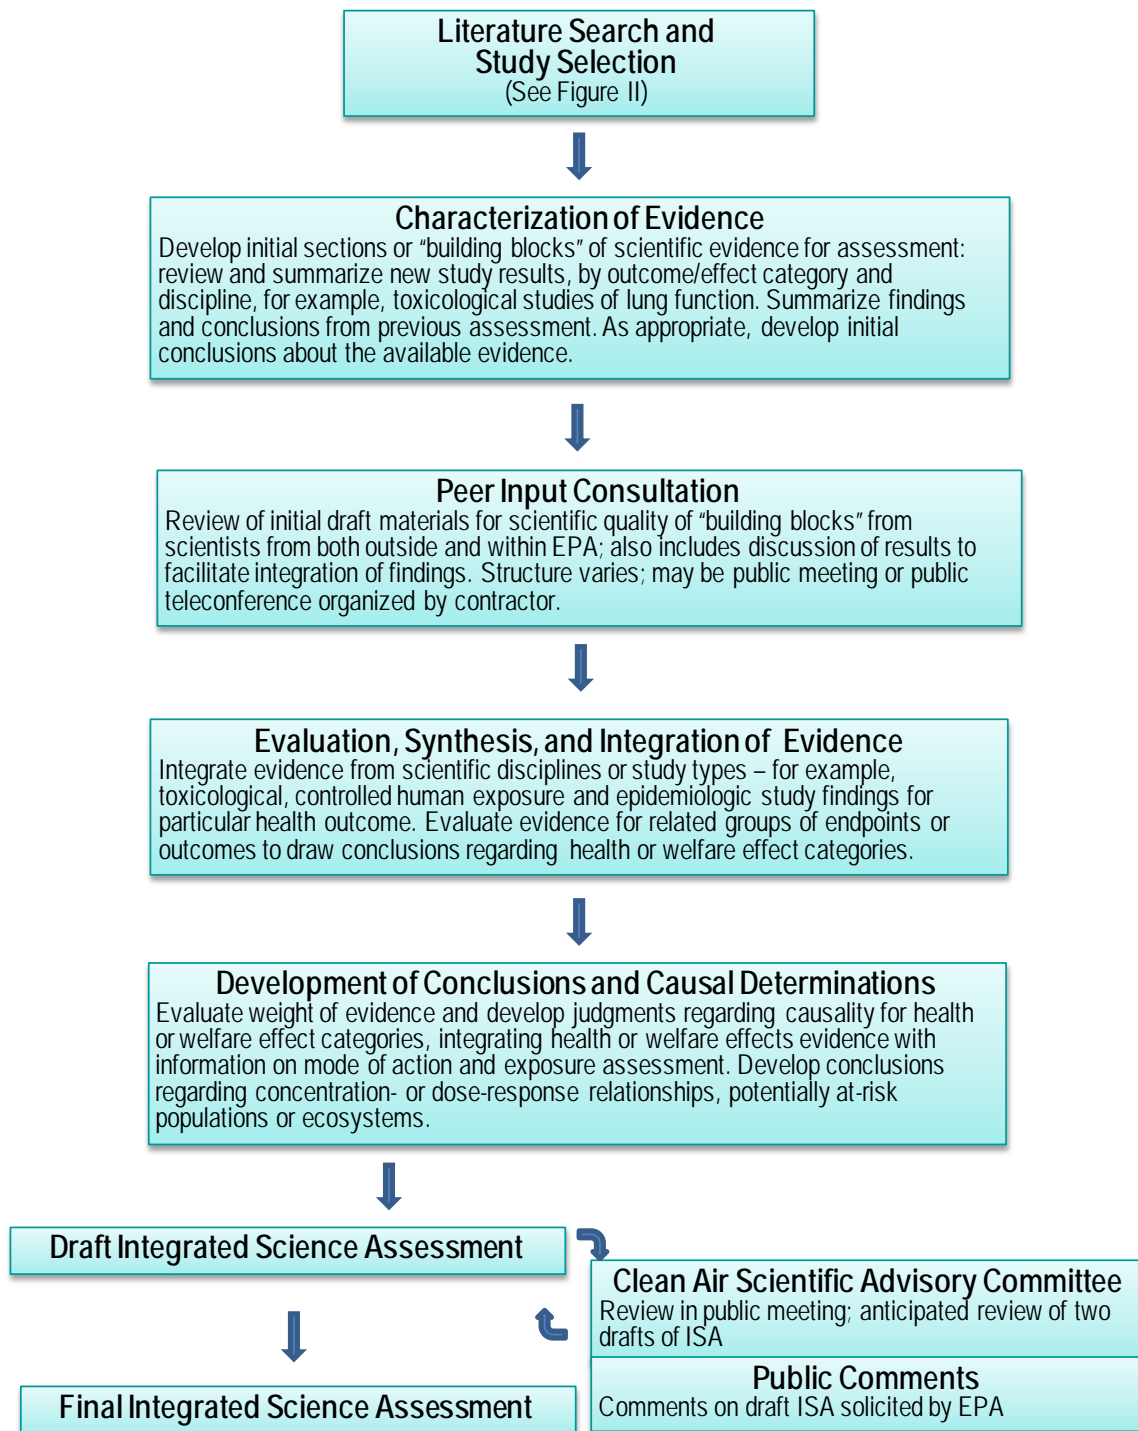 Literature Search and
Study Selection
(See Figure II)
Characterization of Evidence
Develop initial sections or “building blocks” of scientific evidence for assessment:
review and summarize new study results, by outcome/effect category and
discipline, for example, toxicological studies of lung function. Summarize findings
and conclusions from previous assessment. As appropriate, develop initial
conclusions about the available evidence.
Peer Input Consultation
Review of initial draft materials for scientific quality of “building blocks” from
scientists from both outside and within EPA; also includes discussion of results to
facilitate integration of findings. Structure varies; may be public meeting or public
teleconference organized by contractor.
Evaluation, Synthesis, and Integration of Evidence
Integrate evidence from scientific disciplines or study types – for example,
toxicological, controlled human exposure and epidemiologic study findings for
particular health outcome. Evaluate evidence for related groups of endpoints or
outcomes to draw conclusions regarding health or welfare effect categories.
Development of Conclusions and Causal Determinations
Evaluate weight of evidence and develop judgments regarding causality for health
or welfare effect categories, integrating health or welfare effects evidence with
information on mode of action and exposure assessment. Develop conclusions
regarding concentration- or dose-response relationships, potentially at-risk
populations or ecosystems.
Draft Integrated Science Assessment
Clean Air Scientific Advisory Committee
Review in public meeting; anticipated review of two
drafts of ISA
Public Comments
Comments on draft ISA solicited by EPA
Final Integrated Science Assessment